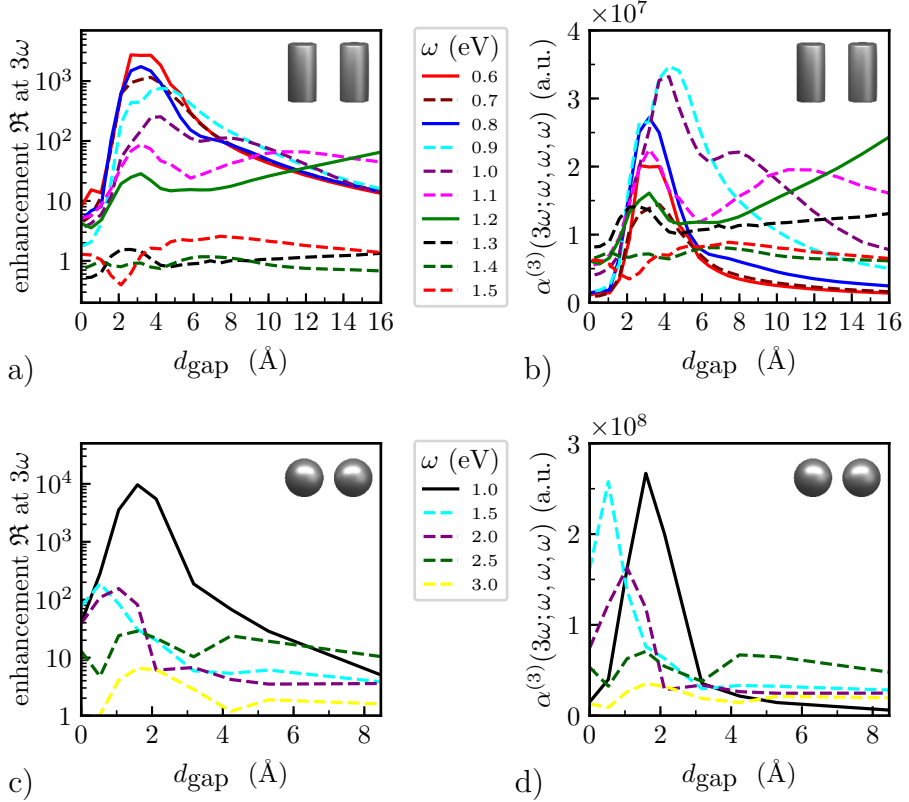 enhancement ℜ at 3ω
10³
10²
10
1
0 2 4 6 8 10 12 14 16
d_gap (Å)
a)
ω (eV)
0.6
0.7
0.8
0.9
1.0
1.1
1.2
1.3
1.4
1.5
×10⁷
α⁽³⁾(3ω; ω, ω, ω) (a.u.)
4
3
2
1
0
0 2 4 6 8 10 12 14 16
d_gap (Å)
b)
enhancement ℜ at 3ω
10⁴
10³
10²
10
1
0 2 4 6 8
d_gap (Å)
c)
ω (eV)
1.0
1.5
2.0
2.5
3.0
×10⁸
α⁽³⁾(3ω; ω, ω, ω) (a.u.)
3
2
1
0
0 2 4 6 8
d_gap (Å)
d)